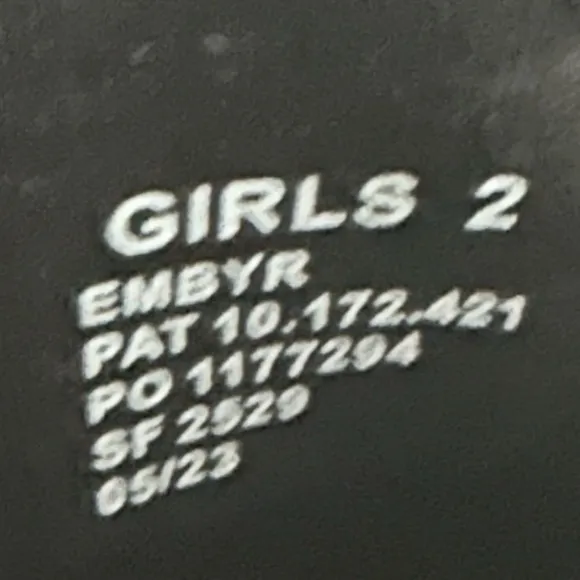 GIRLS 2
EMBYR
PAT 10.172.421
PO 1177294
SF 2529
05/23